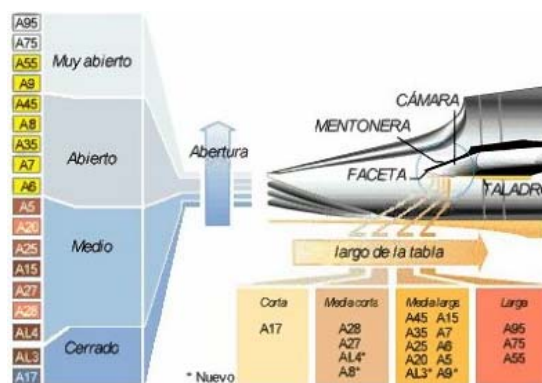 A95
A75
A55
A9
A45
A8
A35
A7
A6
A5
A20
A25
A15
A27
A28
AL4
AL3
A17
Muy abierto
Abierto
Medio
Cerrado
Abertura
CÁMARA
MENTONERA
FACETA
TALADRO
largo de la tabla
Corta
A17
Media corta
A28
A27
AL4*
A8*
Media larga
A45 A15
A35 A7
A25 A6
A20 A5
AL3* A9*
Larga
A95
A75
A55
* Nuevo